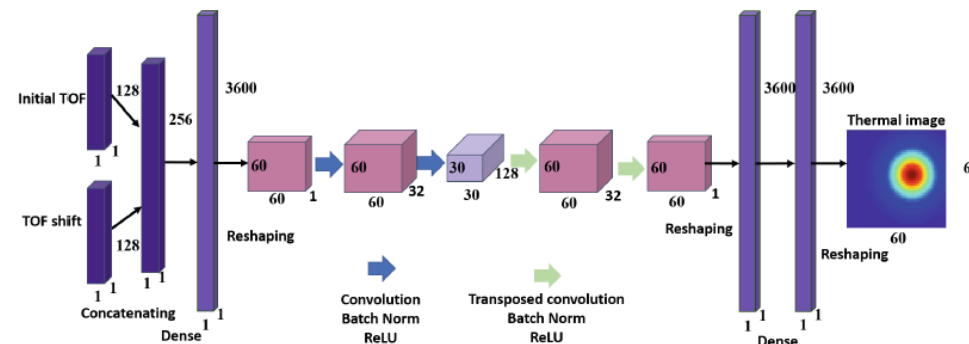 Initial TOF
128
1 1
TOF shift
128
1 1
Concatenating
256
1 1
Dense
3600
1 1
Reshaping
60
60
1
60
60
32
30
30
128
60
60
32
60
60
1
Convolution
Batch Norm
ReLU
Transposed convolution
Batch Norm
ReLU
Reshaping
3600
1 1
Dense
3600
1 1
Reshaping
Thermal image
60
6